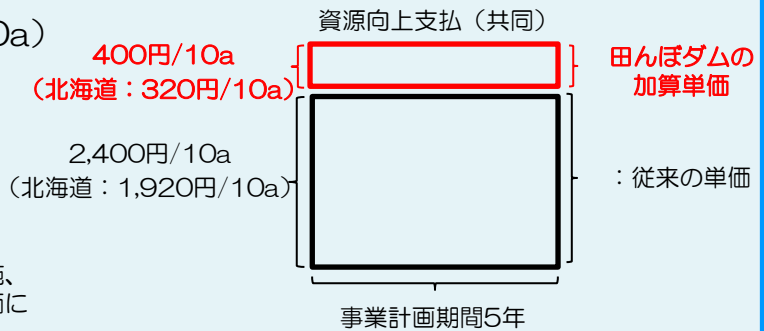 資源向上支払（共同）
0a）
400円/10a
（北海道：320円/10a）
田んぼダムの
加算単価
2,400円/10a
（北海道：1,920円/10a）
：従来の単価
、
に
事業計画期間5年